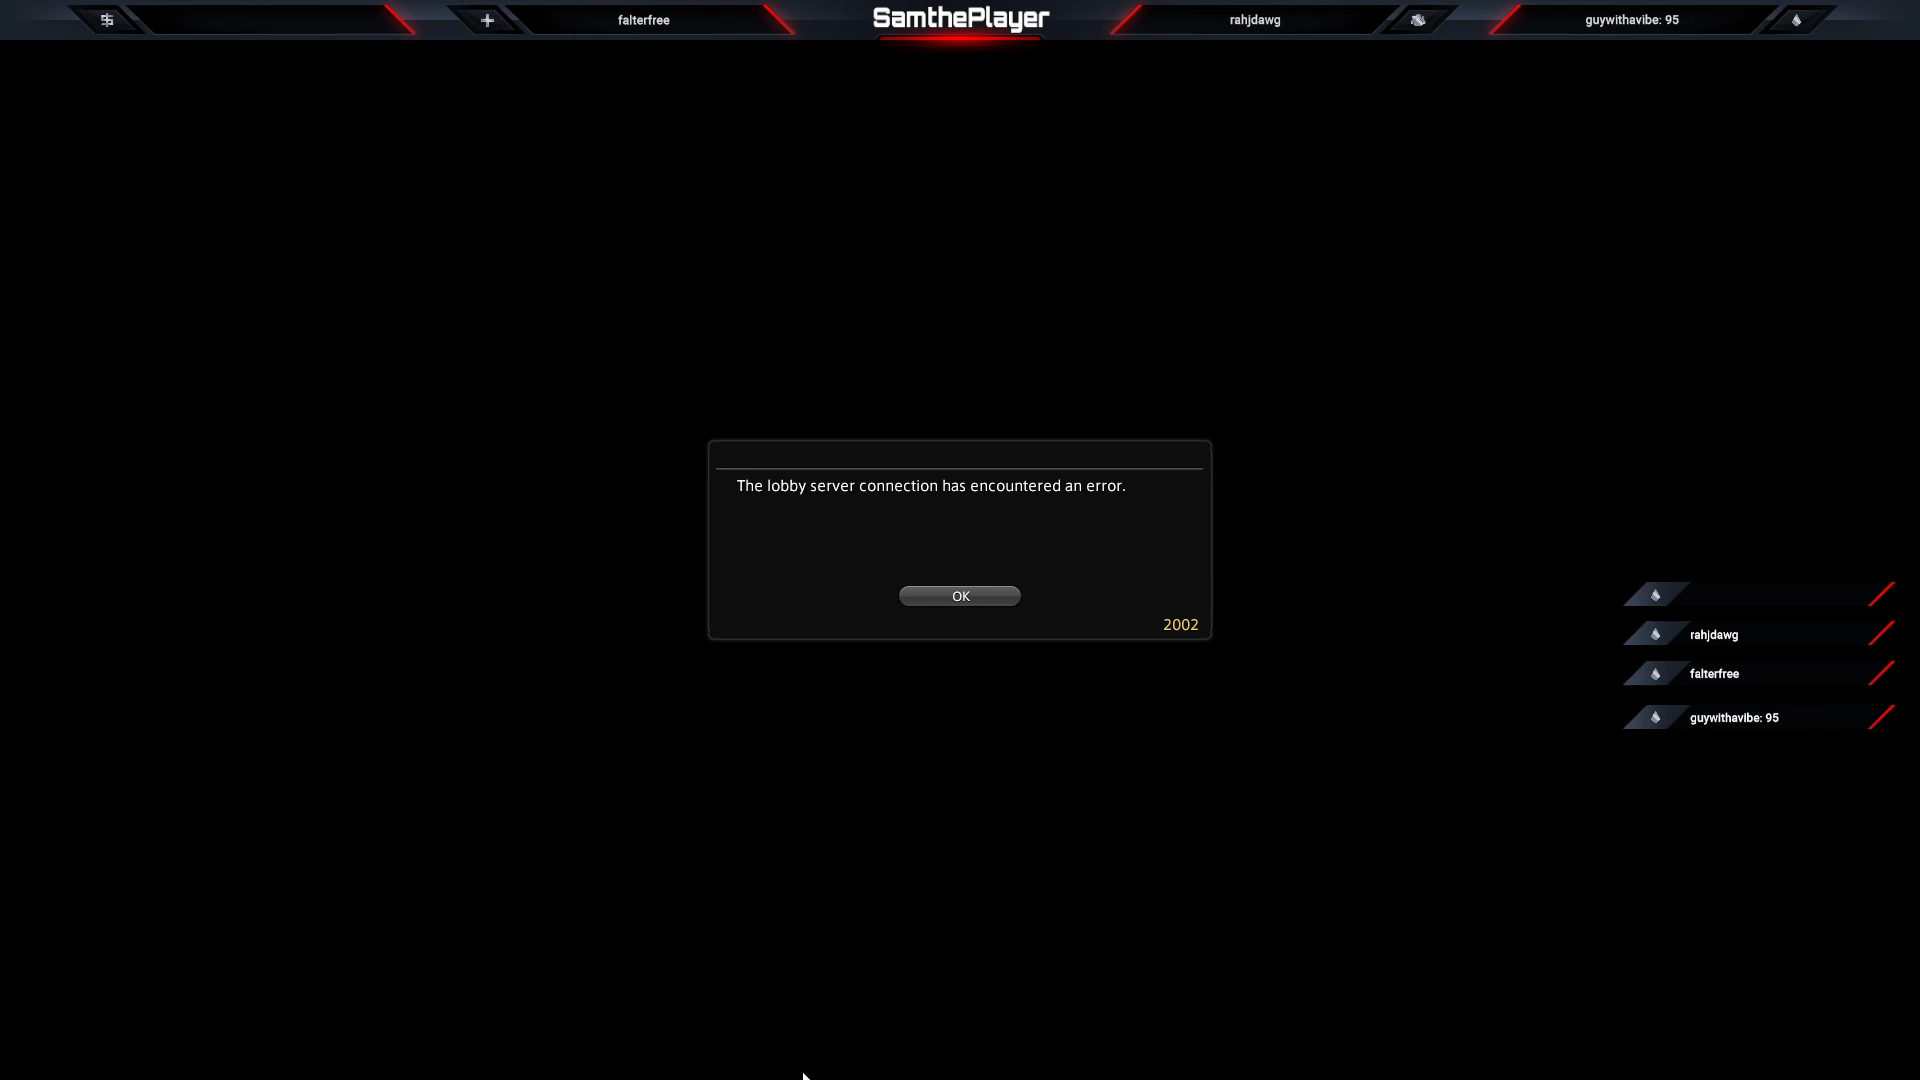 falterfree
SamthePlayer
rahjdawg
guywithavibe: 95
The lobby server connection has encountered an error.
OK
2002
rahjdawg
falterfree
guywithavibe: 95